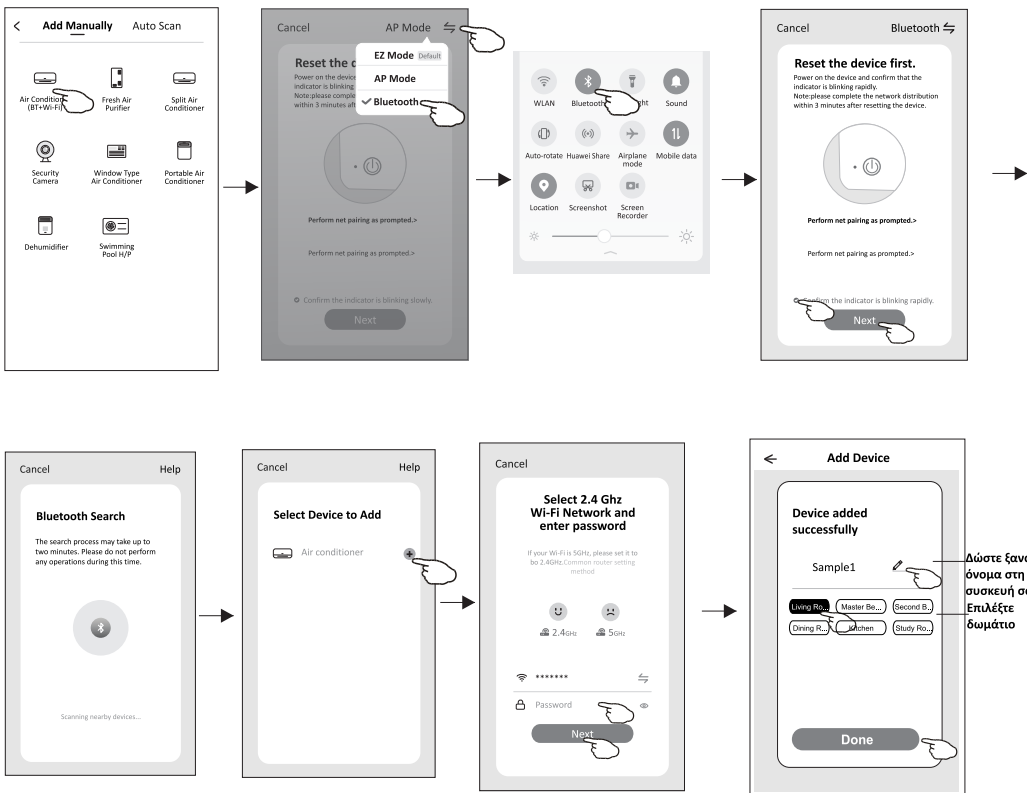 Add Manually Auto Scan
Air Condition
(BT+Wi-Fi)
Fresh Air
Purifier
Split Air
Conditioner
Security
Camera
Window Type
Air Conditioner
Portable Air
Conditioner
Dehumidifier
Swimming
Pool H/P
Cancel AP Mode
EZ Mode Default
AP Mode
Bluetooth
Reset the d
Power on the device
indicator is blinking
Note:please comple
within 3 minutes aft
Perform net pairing as prompted.>
Perform net pairing as prompted.>
Confirm the indicator is blinking slowly.
Next
WLAN Bluetooth ght Sound
Auto-rotate Huawei Share Airplane
mode
Mobile data
Location Screenshot Screen
Recorder
Cancel Bluetooth
Reset the device first.
Power on the device and confirm that the
indicator is blinking rapidly.
Note:please complete the network distribution
within 3 minutes after resetting the device.
Perform net pairing as prompted.>
Perform net pairing as prompted.>
Confirm the indicator is blinking rapidly.
Next
Cancel Help
Bluetooth Search
The search process may take up to
two minutes. Please do not perform
any operations during this time.
Scanning nearby devices...
Cancel Help
Select Device to Add
Air conditioner
Cancel
Select 2.4 Ghz
Wi-Fi Network and
enter password
If your Wi-Fi is 5GHz, please set it to
bo 2.4GHz.Common router setting
method
2.4GHz 5GHz
*******
Password
Next
Add Device
Device added
successfully
Sample1
Living Ro... Master Be... Second B..
Dining R... Kitchen Study Ro...
Done
Δώστε ξανα
όνομα στη
συσκευή σα
Επιλέξτε
δωμάτιο